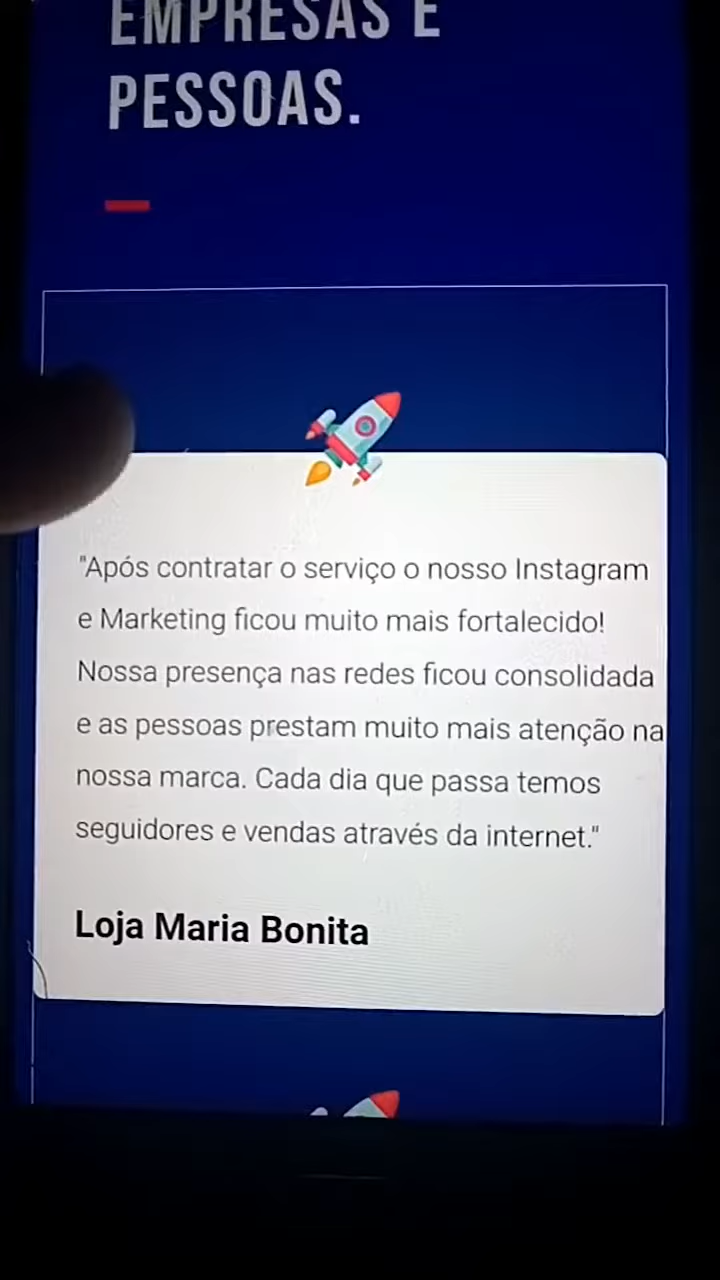 EMPRESAS E
PESSOAS.
"Após contratar o serviço o nosso Instagram
e Marketing ficou muito mais fortalecido!
Nossa presença nas redes ficou consolidada
e as pessoas prestam muito mais atenção na
nossa marca. Cada dia que passa temos
seguidores e vendas através da internet."
Loja Maria Bonita